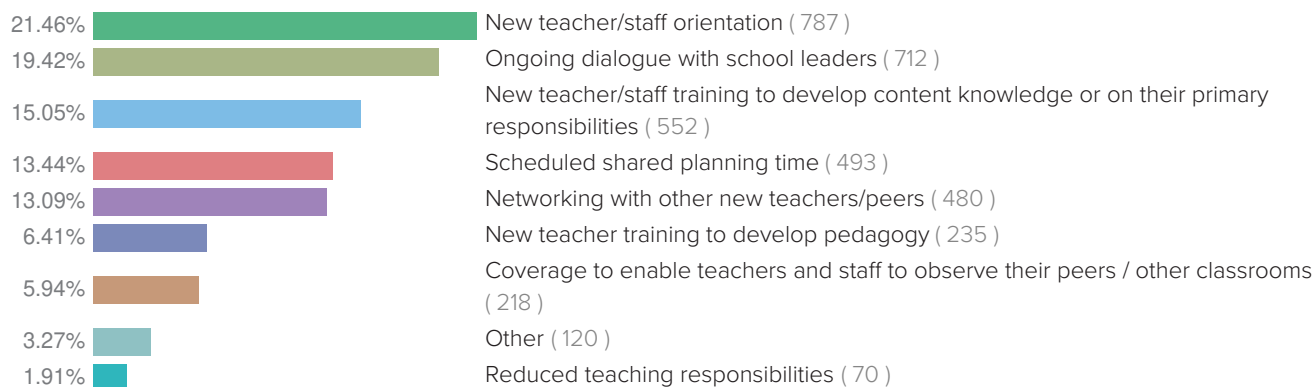 21.46% New teacher/staff orientation ( 787 )
19.42% Ongoing dialogue with school leaders ( 712 )
15.05% New teacher/staff training to develop content knowledge or on their primary
responsibilities ( 552 )
13.44% Scheduled shared planning time ( 493 )
13.09% Networking with other new teachers/peers ( 480 )
6.41% New teacher training to develop pedagogy ( 235 )
5.94% Coverage to enable teachers and staff to observe their peers / other classrooms
( 218 )
3.27% Other ( 120 )
1.91% Reduced teaching responsibilities ( 70 )